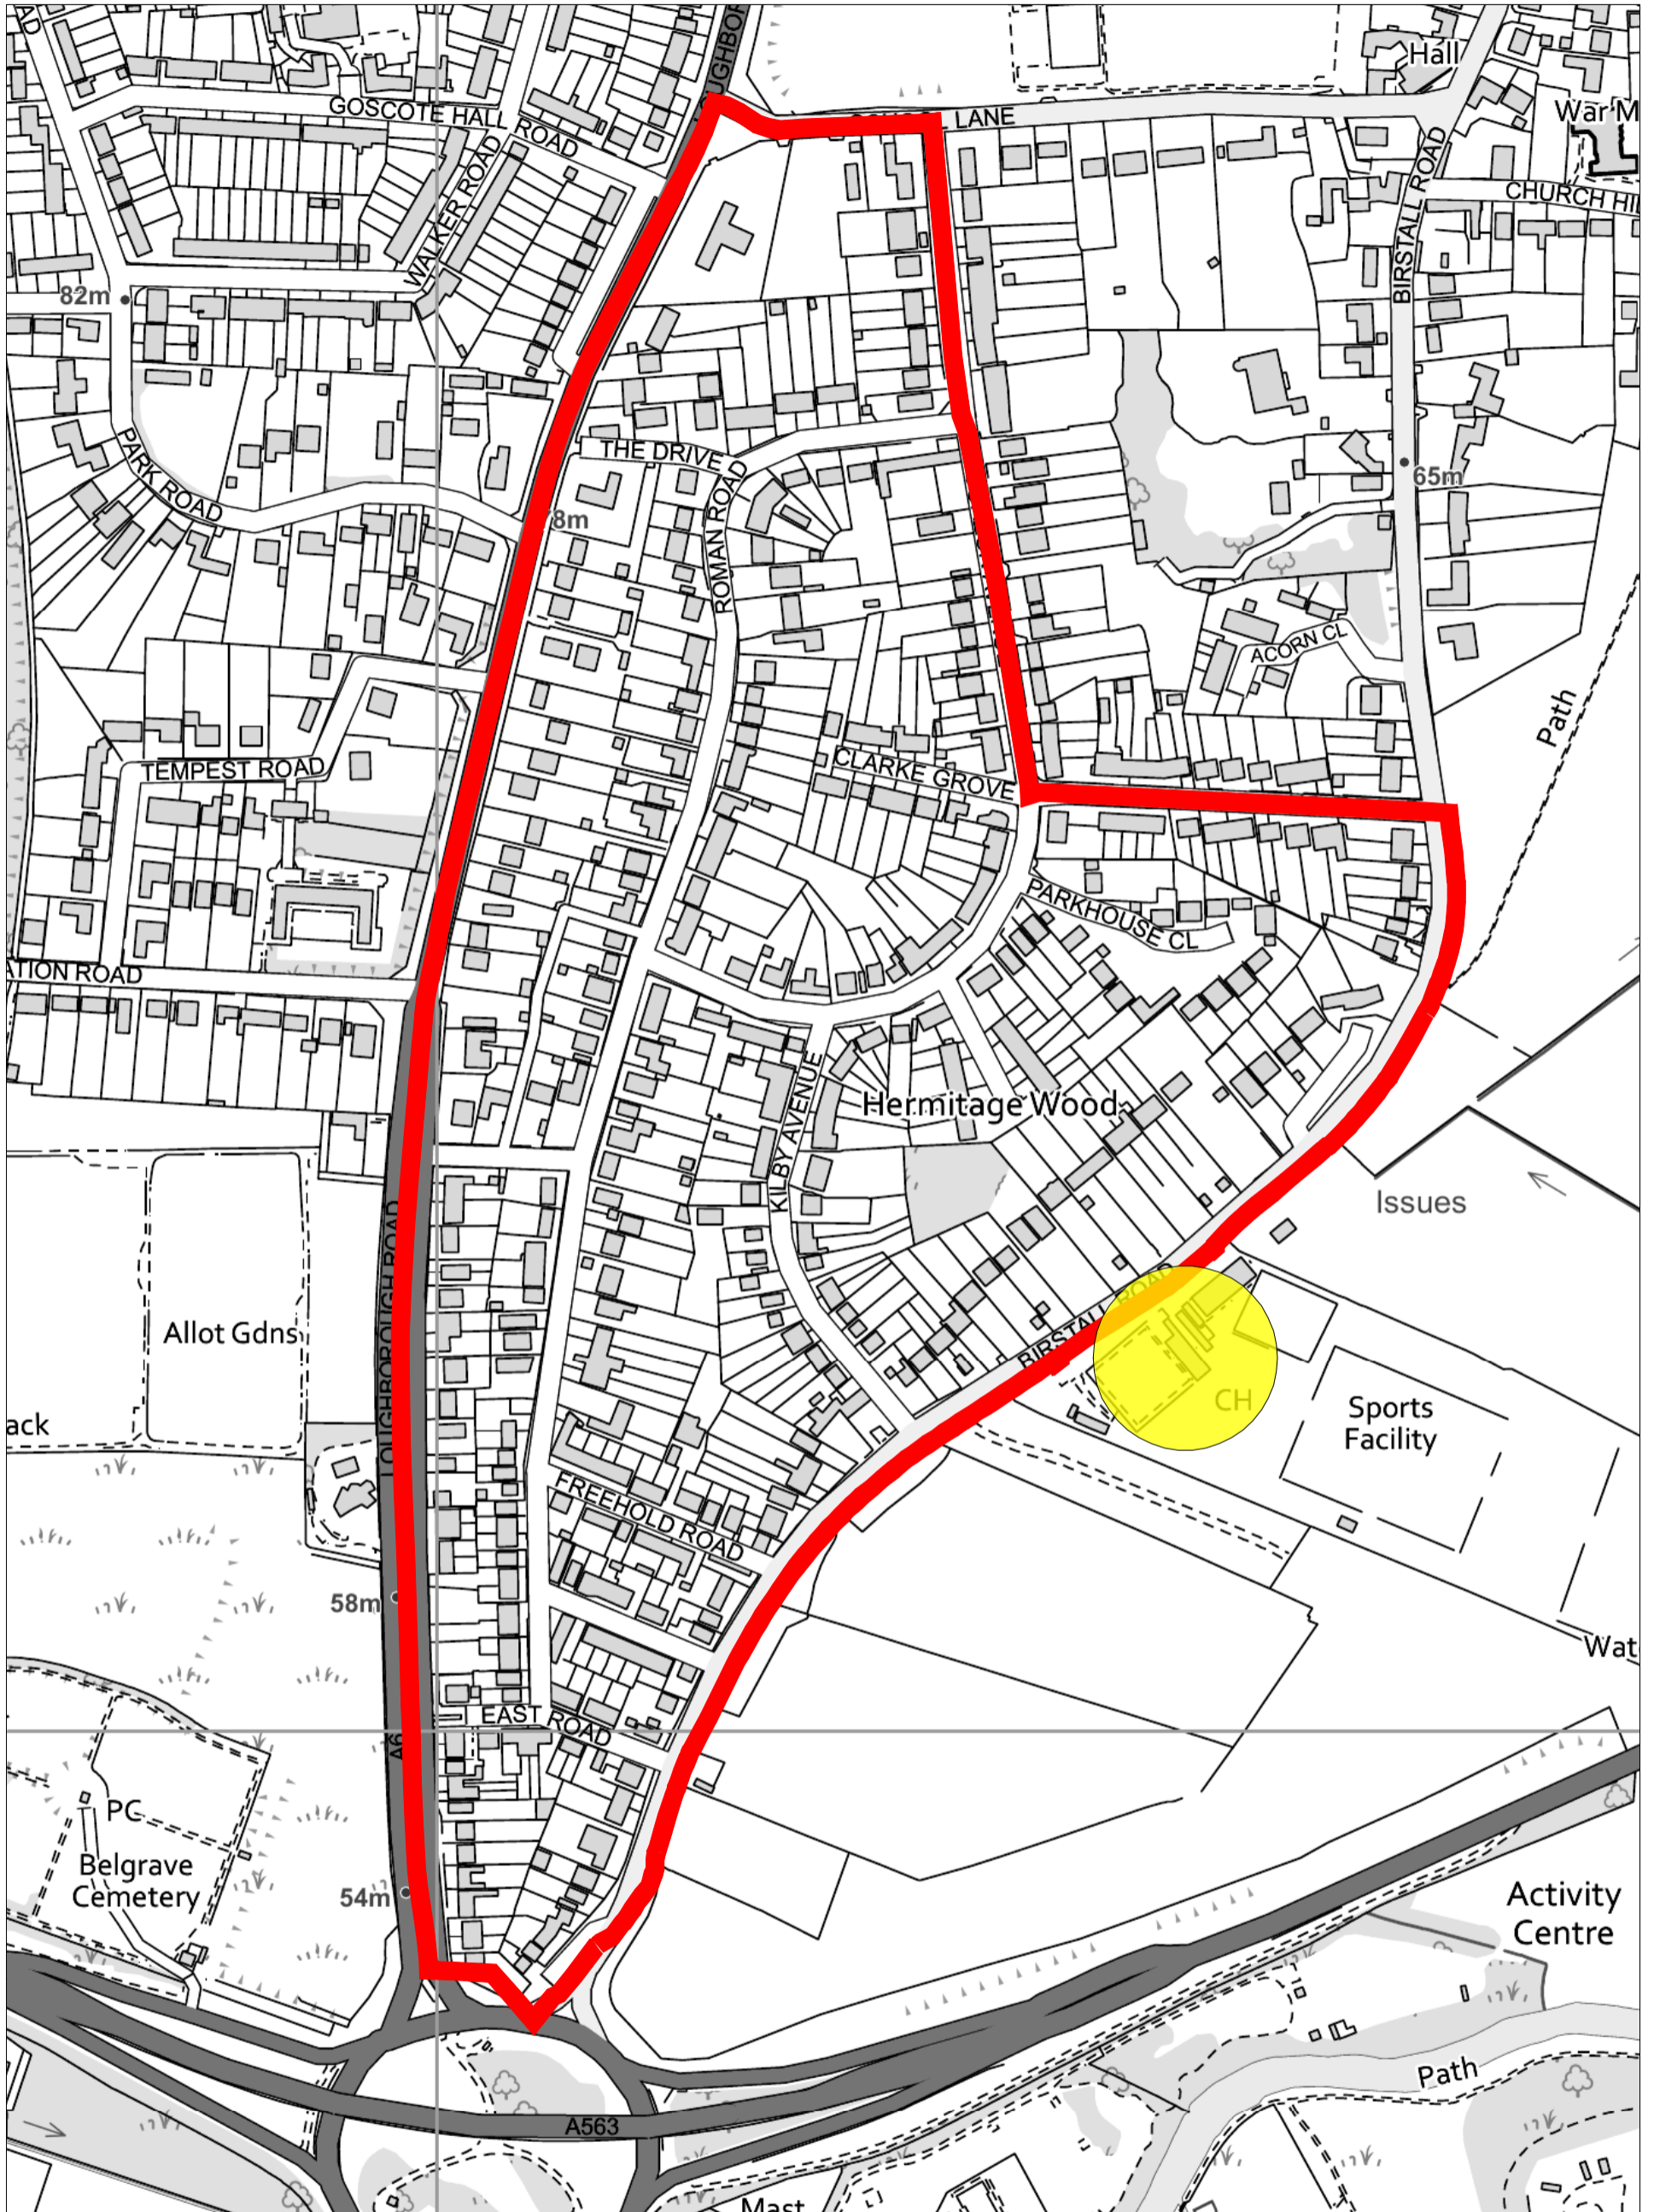 Hall
GOSCOTE HALL ROAD
LANE
War M
BIRSTALL ROAD
CHURCH HIL
WALKER ROAD
82m
THE DRIVE
65m
PARK ROAD
8m
ROMAN ROAD
ACORN CL
Path
TEMPEST ROAD
CLARKE GROVE
PARKHOUSE CL
ATION ROAD
KILBY AVENUE
Hermitage Wood
Issues
LOUGHBOROUGH ROAD
Allot Gdns
BIRSTALL ROAD
CH
Sports
Facility
ack
FREEHOLD ROAD
58m
Wat
EAST ROAD
A6
PC
Belgrave
Cemetery
54m
Activity
Centre
Path
A563
Mast